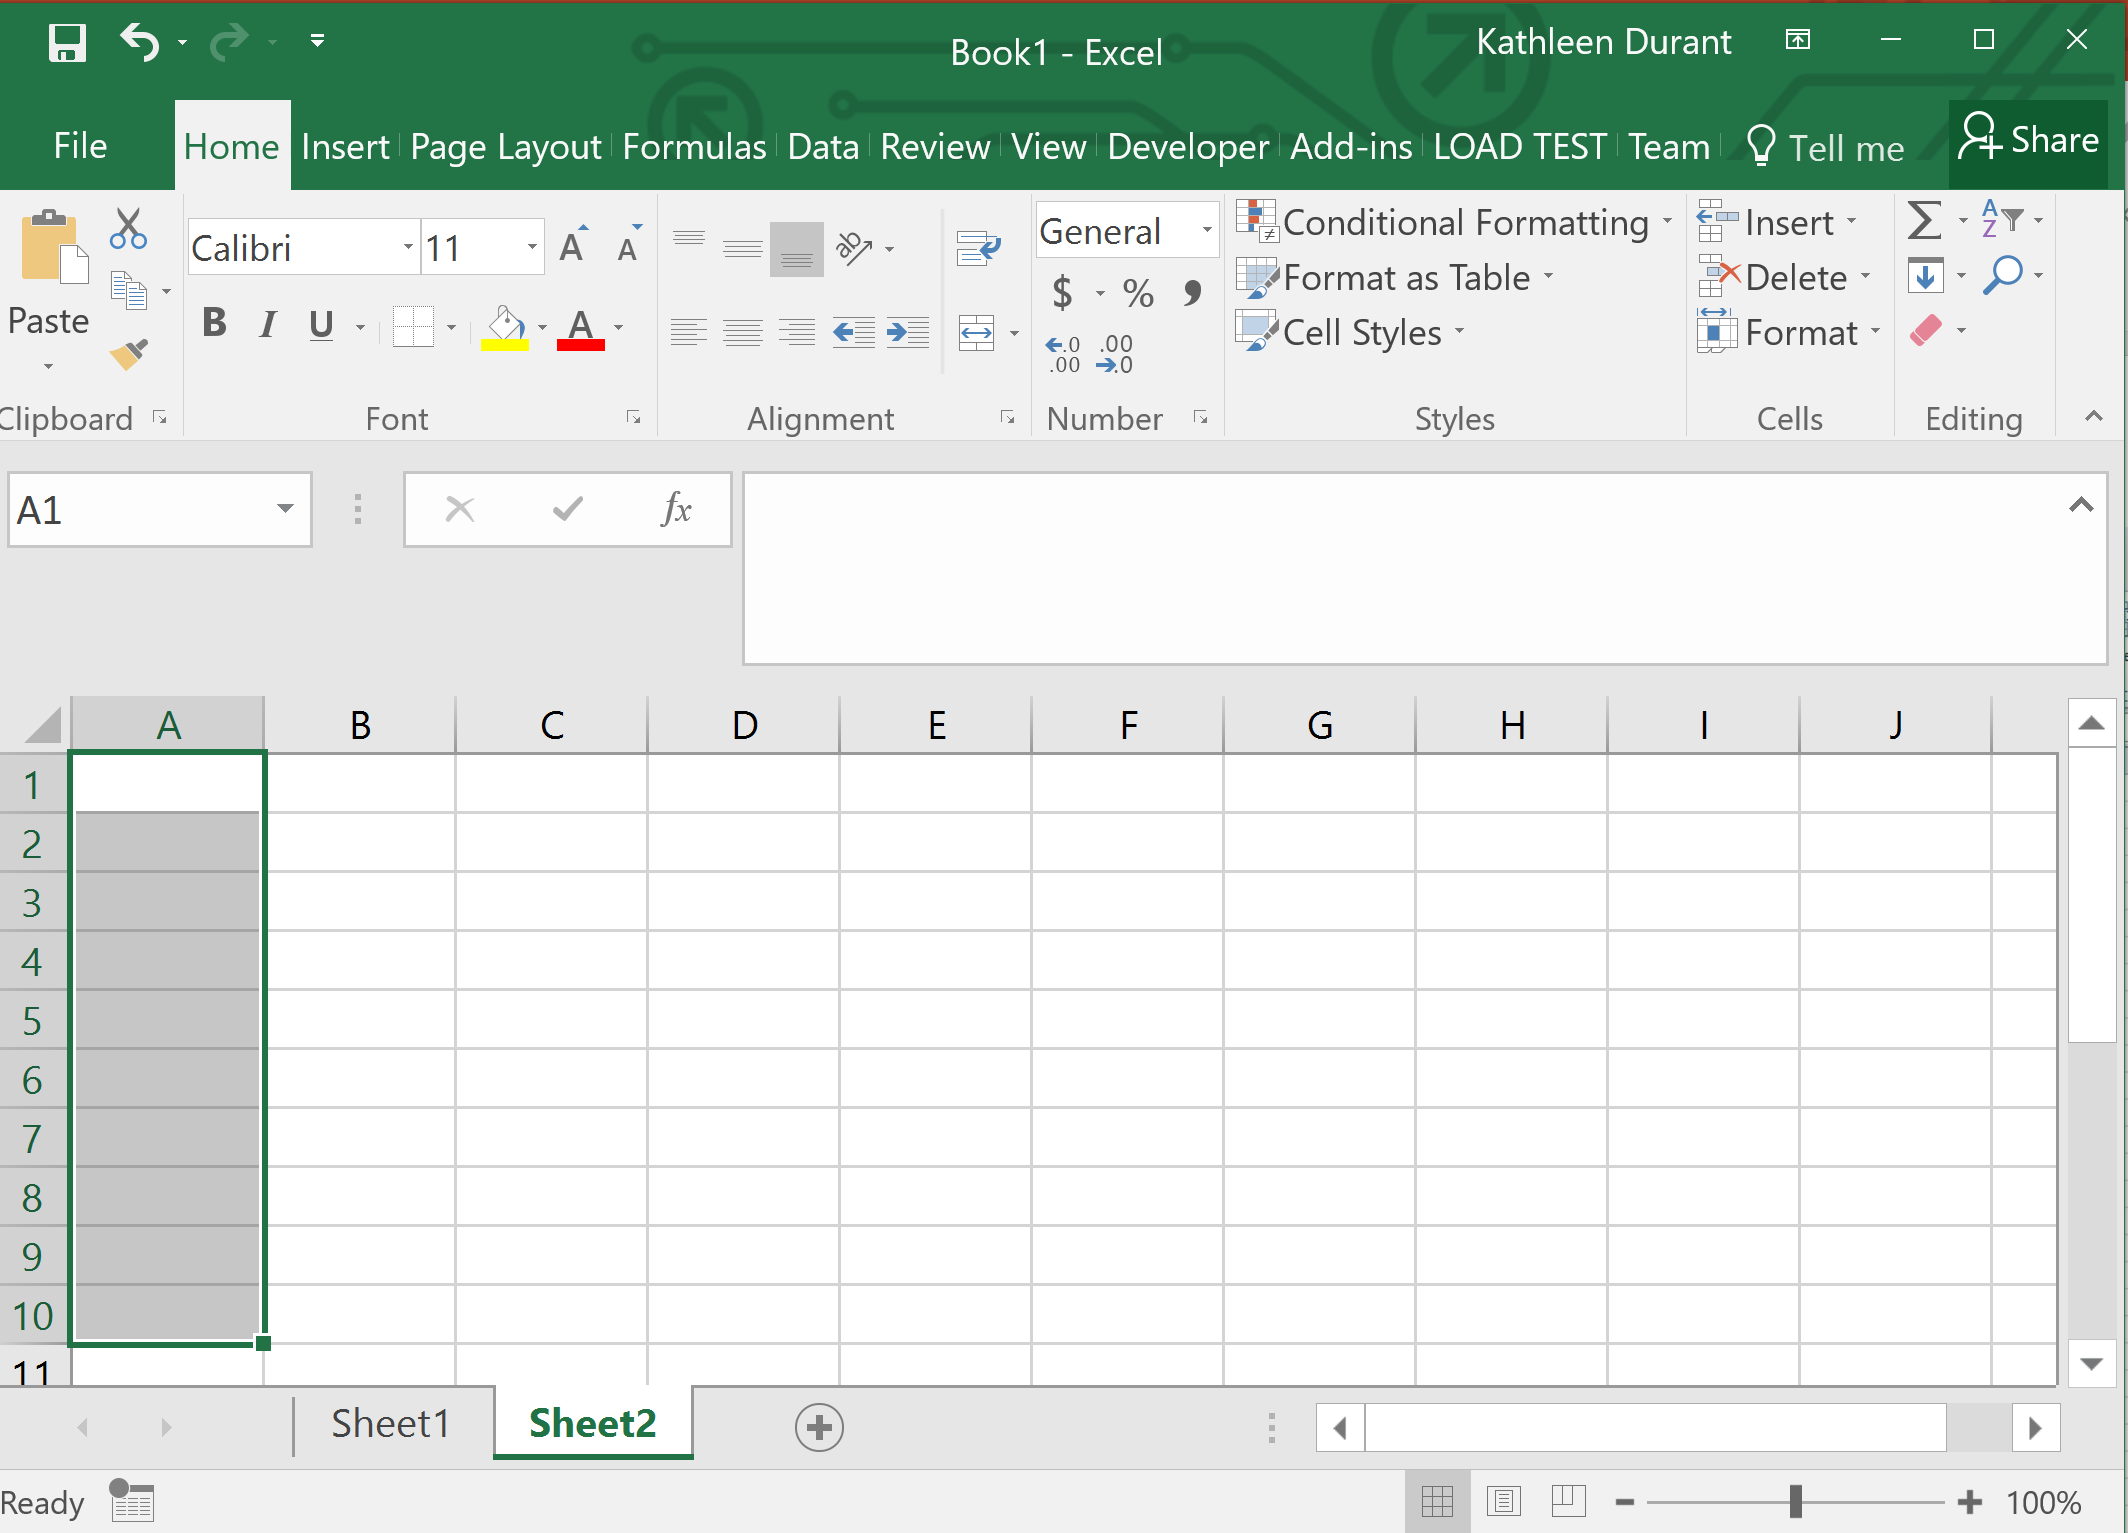 Book1 - Excel
Kathleen Durant
File Home Insert Page Layout Formulas Data Review View Developer Add-ins LOAD TEST Team Tell me Share
Paste
Calibri 11
B I U A
General
$ % ,
Conditional Formatting
Format as Table
Cell Styles
Insert
Delete
Format
Clipboard Font Alignment Number Styles Cells Editing
A1
fx
A B C D E F G H I J
1
2
3
4
5
6
7
8
9
10
11
Sheet1 Sheet2
Ready
100%